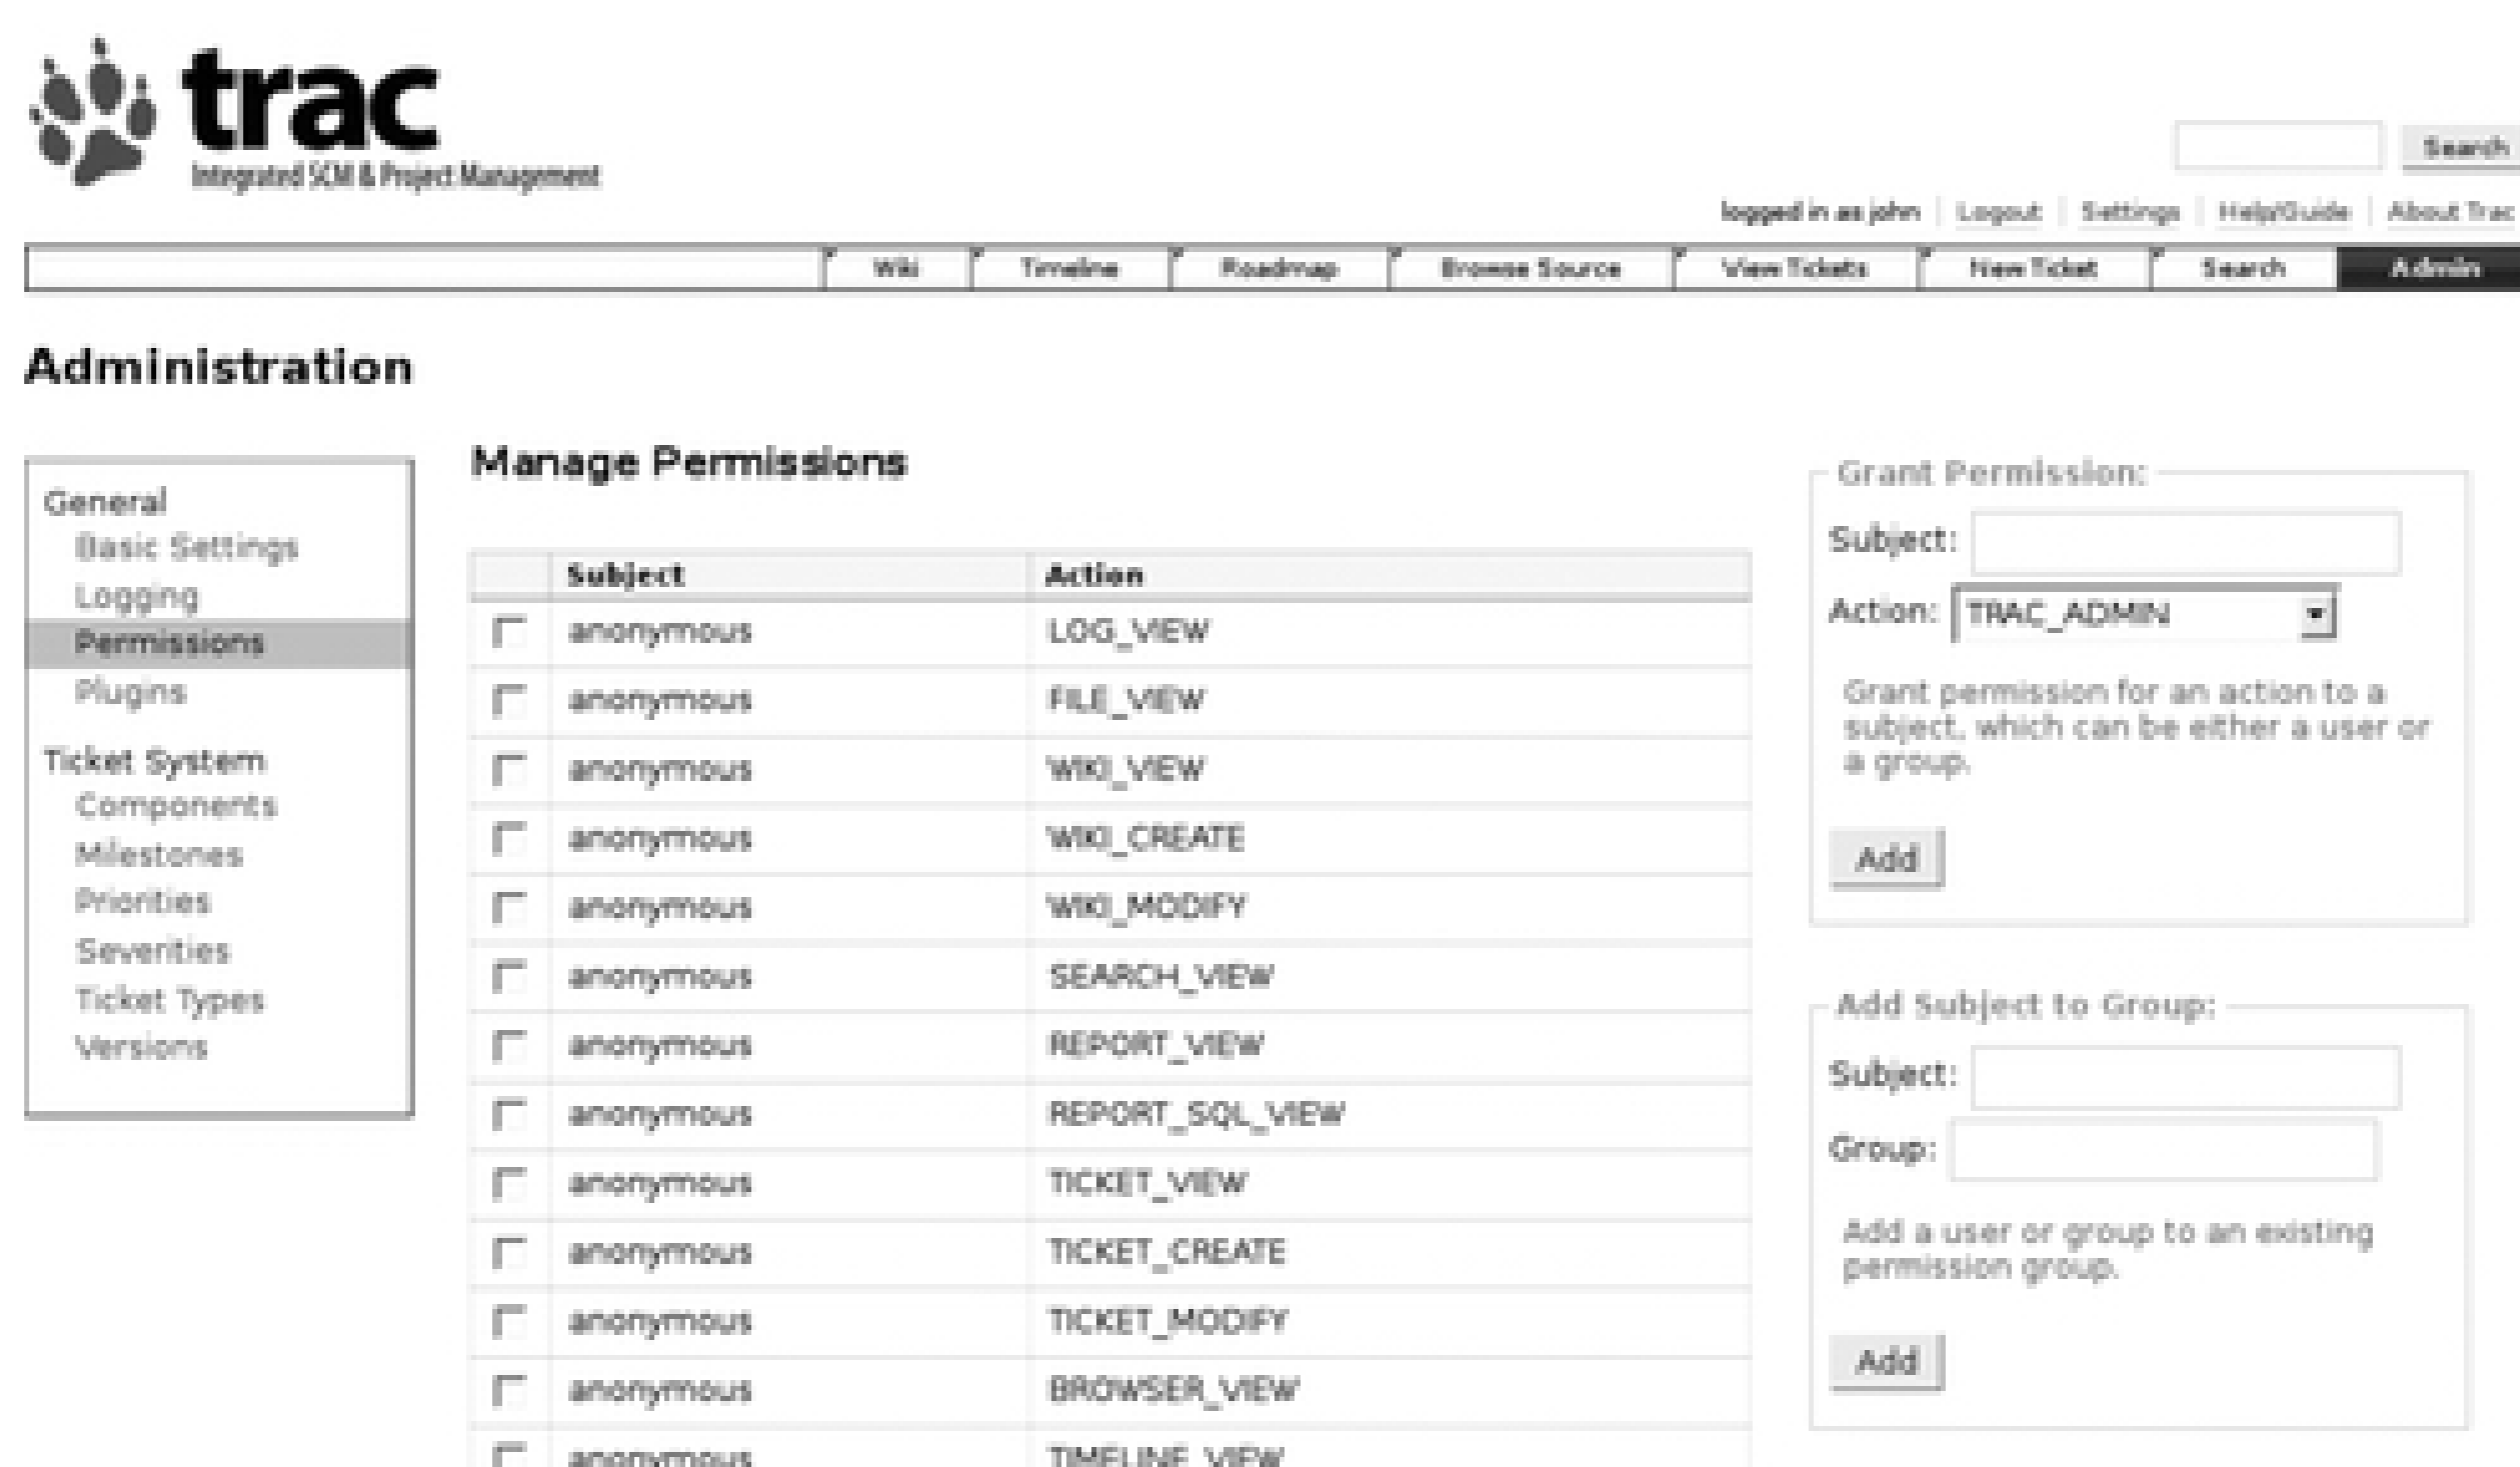 trac
Integrated SCM & Project Management
Search
logged in as john Logout Settings Help/Guide About Trac
Wiki Timeline Roadmap Browse Source View Tickets New Ticket Search Admin
Administration
General
Basic Settings
Logging
Permissions
Plugins
Ticket System
Components
Milestones
Priorities
Severities
Ticket Types
Versions
Manage Permissions
Subject Action
anonymous LOG_VIEW
anonymous FILE_VIEW
anonymous WIKI_VIEW
anonymous WIKI_CREATE
anonymous WIKI_MODIFY
anonymous SEARCH_VIEW
anonymous REPORT_VIEW
anonymous REPORT_SQL_VIEW
anonymous TICKET_VIEW
anonymous TICKET_CREATE
anonymous TICKET_MODIFY
anonymous BROWSER_VIEW
anonymous TIMELINE_VIEW
Grant Permission:
Subject:
Action: TRAC_ADMIN
Grant permission for an action to a
subject, which can be either a user or
a group.
Add
Add Subject to Group:
Subject:
Group:
Add a user or group to an existing
permission group.
Add